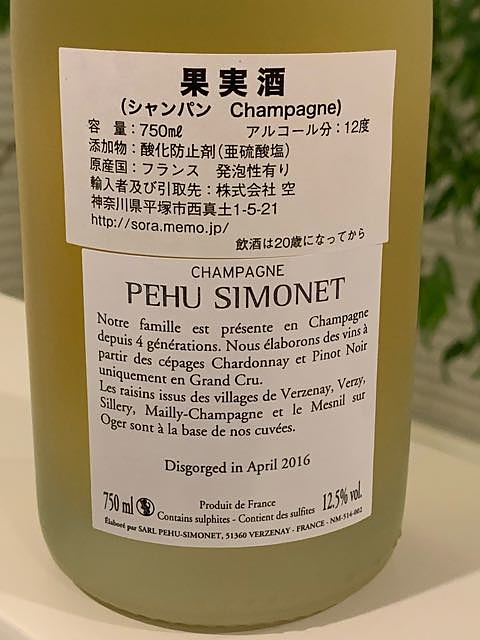 果実酒
(シャンパン Champagne)
容 量:750㎖ アルコール分:12度
添加物:酸化防止剤(亜硫酸塩)
原産国:フランス 発泡性有り
輸入者及び引取先:株式会社 空
神奈川県平塚市西真土1-5-21
http://sora.memo.jp/
飲酒は20歳になってから
CHAMPAGNE
PEHU SIMONET
Notre famille est présente en Champagne
depuis 4 générations. Nous élaborons des vins à
partir des cépages Chardonnay et Pinot Noir
uniquement en Grand Cru.
Les raisins issus des villages de Verzenay, Verzy,
Sillery, Mailly-Champagne et le Mesnil sur
Oger sont à la base de nos cuvées.
Disgorged in April 2016
750 ml Produit de France 12.5% vol.
Contains sulphites - Contient des sulfites
Élaboré par SARL PEHU-SIMONET, 51360 VERZENAY - FRANCE - NM-514-002